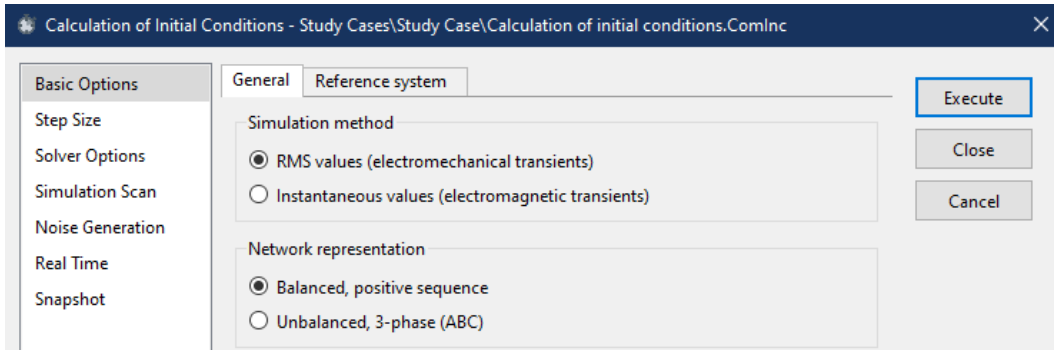 Calculation of Initial Conditions - Study Cases\Study Case\Calculation of initial conditions.ComInc
Basic Options
Step Size
Solver Options
Simulation Scan
Noise Generation
Real Time
Snapshot
General
Reference system
Simulation method
RMS values (electromechanical transients)
Instantaneous values (electromagnetic transients)
Network representation
Balanced, positive sequence
Unbalanced, 3-phase (ABC)
Execute
Close
Cancel